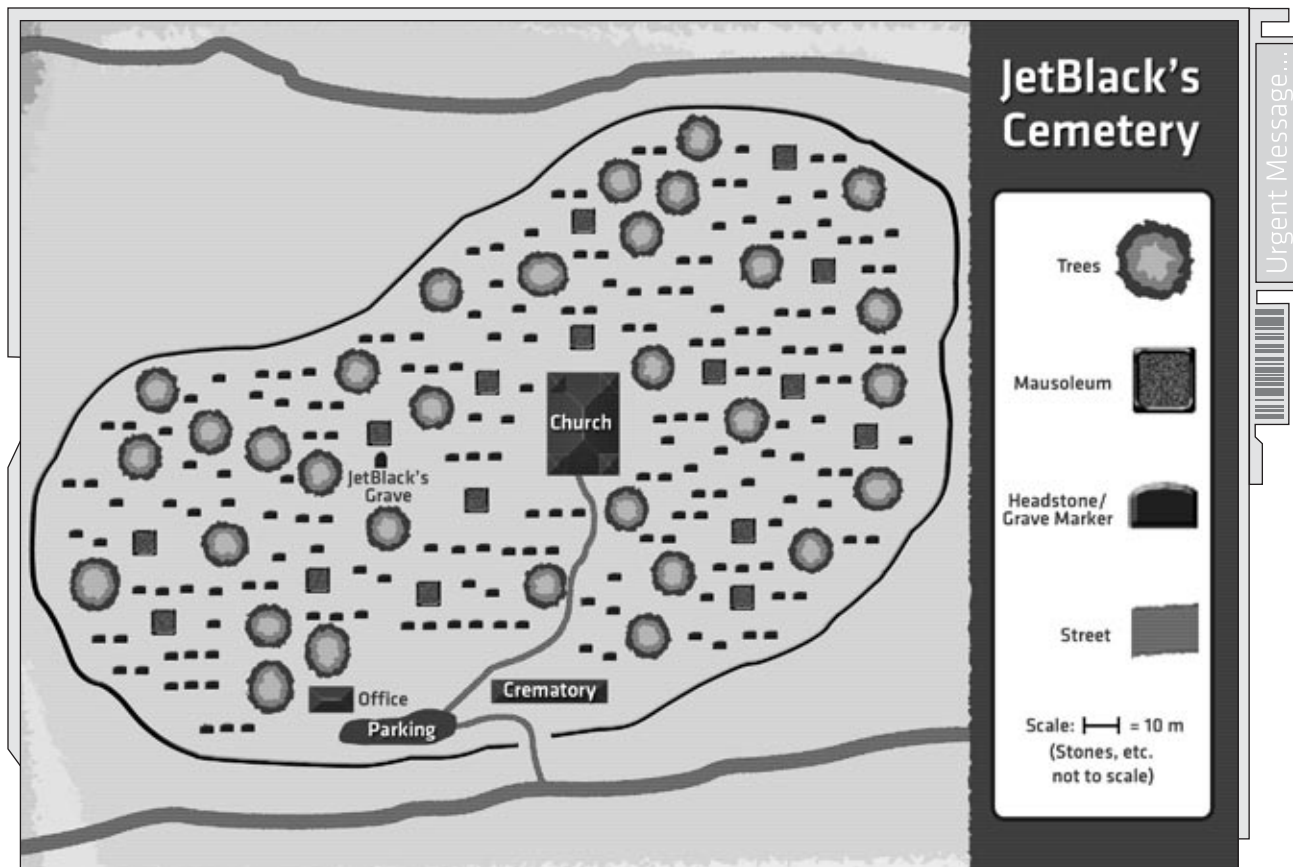 JetBlack's
Cemetery
Urgent Message...
Trees
Mausoleum
Headstone/
Grave Marker
Street
Scale: = 10 m
(Stones, etc.
not to scale)
Church
JetBlack's
Grave
Office
Parking
Crematory